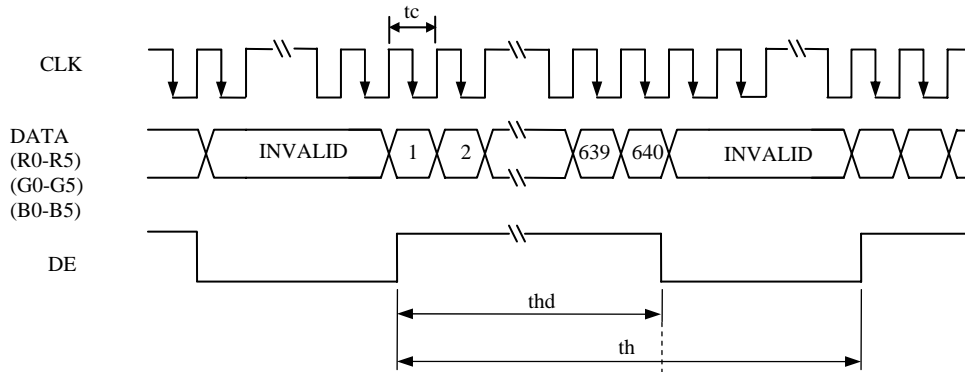 tc
CLK
DATA
(R0-R5)
(G0-G5)
(B0-B5)
INVALID 1 2 639 640 INVALID
DE
thd
th